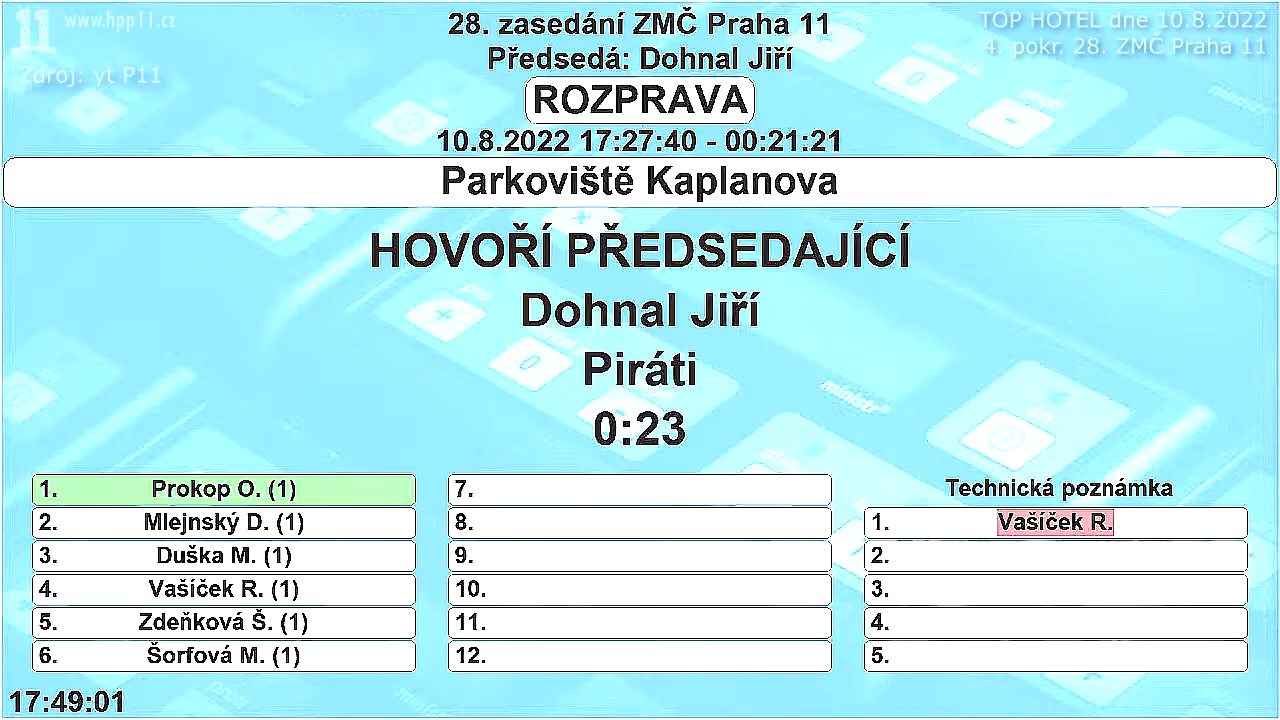 11 www.hpp11.cz
Zdroj: yt P11
TOP HOTEL dne 10.8.2022
4. pokr. 28. ZMČ Praha 11
28. zasedání ZMČ Praha 11
Předsedá: Dohnal Jiří
ROZPRAVA
10.8.2022 17:27:40 - 00:21:21
Parkoviště Kaplanova
HOVOŘÍ PŘEDSEDAJÍCÍ
Dohnal Jiří
Piráti
0:23
1. Prokop O. (1)
2. Mlejnský D. (1)
3. Duška M. (1)
4. Vašíček R. (1)
5. Zdeňková Š. (1)
6. Šorfová M. (1)
7.
8.
9.
10.
11.
12.
Technická poznámka
1. Vašíček R.
2.
3.
4.
5.
17:49:01